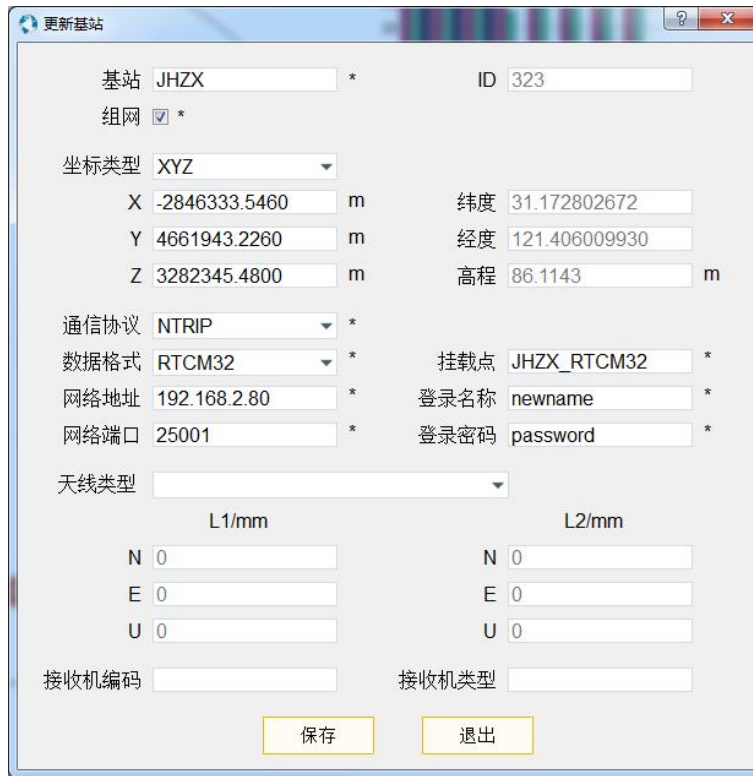 更新基站
基站 JHZX * ID 323
组网 *
坐标类型 XYZ
X -2846333.5460 m 纬度 31.172802672
Y 4661943.2260 m 经度 121.406009930
Z 3282345.4800 m 高程 86.1143 m
通信协议 NTRIP *
数据格式 RTCM32 * 挂载点 JHZX_RTCM32 *
网络地址 192.168.2.80 * 登录名称 newname *
网络端口 25001 * 登录密码 password *
天线类型
L1/mm L2/mm
N 0 N 0
E 0 E 0
U 0 U 0
接收机编码 接收机类型
保存 退出